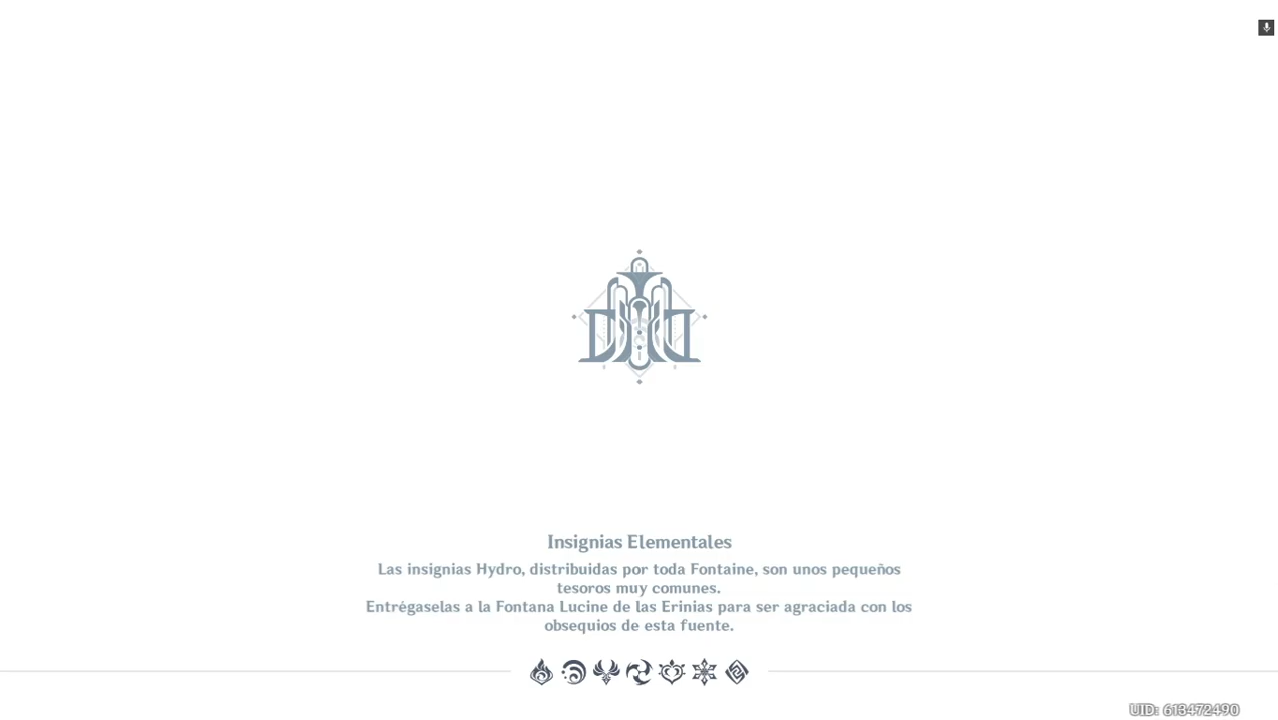 Insignias Elementales
Las insignias Hydro, distribuidas por toda Fontaine, son unos pequeños
tesoros muy comunes.
Entrégaselas a la Fontana Lucine de las Erinias para ser agraciada con los
obsequios de esta fuente.
UID: 613472490